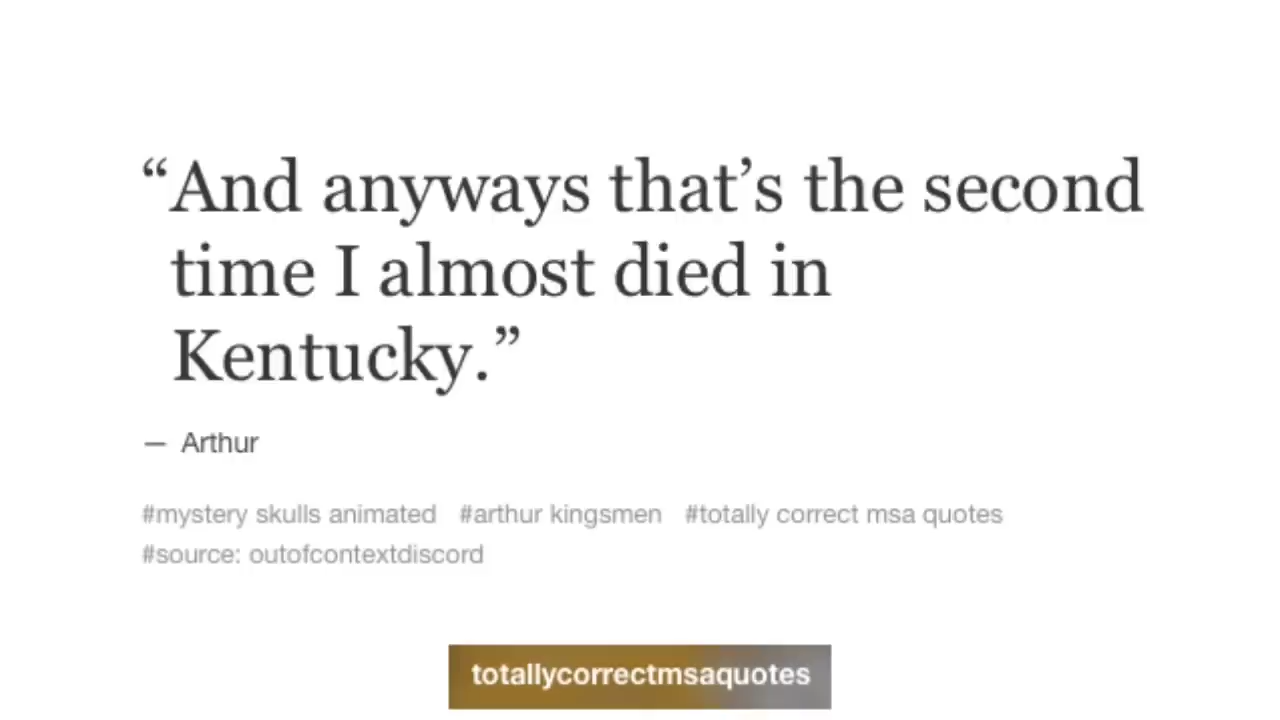 “And anyways that’s the second
time I almost died in
Kentucky.”
— Arthur
#mystery skulls animated #arthur kingsmen #totally correct msa quotes
#source: outofcontextdiscord
totallycorrectmsaquotes